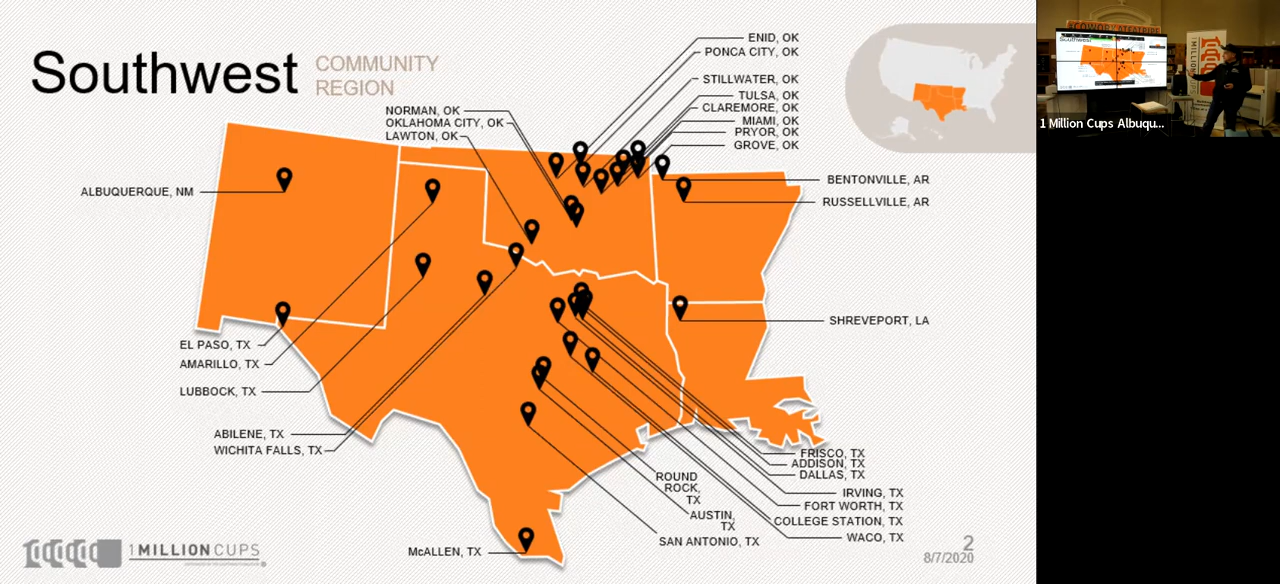 Southwest
COMMUNITY
REGION
ENID, OK
PONCA CITY, OK
STILLWATER, OK
TULSA, OK
CLAREMORE, OK
MIAMI, OK
PRYOR, OK
GROVE, OK
NORMAN, OK
OKLAHOMA CITY, OK
LAWTON, OK
ALBUQUERQUE, NM
BENTONVILLE, AR
RUSSELLVILLE, AR
SHREVEPORT, LA
EL PASO, TX
AMARILLO, TX
LUBBOCK, TX
ABILENE, TX
WICHITA FALLS, TX
FRISCO, TX
ADDISON, TX
DALLAS, TX
IRVING, TX
FORT WORTH, TX
COLLEGE STATION, TX
WACO, TX
ROUND
ROCK,
TX
AUSTIN,
TX
SAN ANTONIO, TX
McALLEN, TX
1 MILLION CUPS
2
8/7/2020
1 Million Cups Albuqu...
Southwest